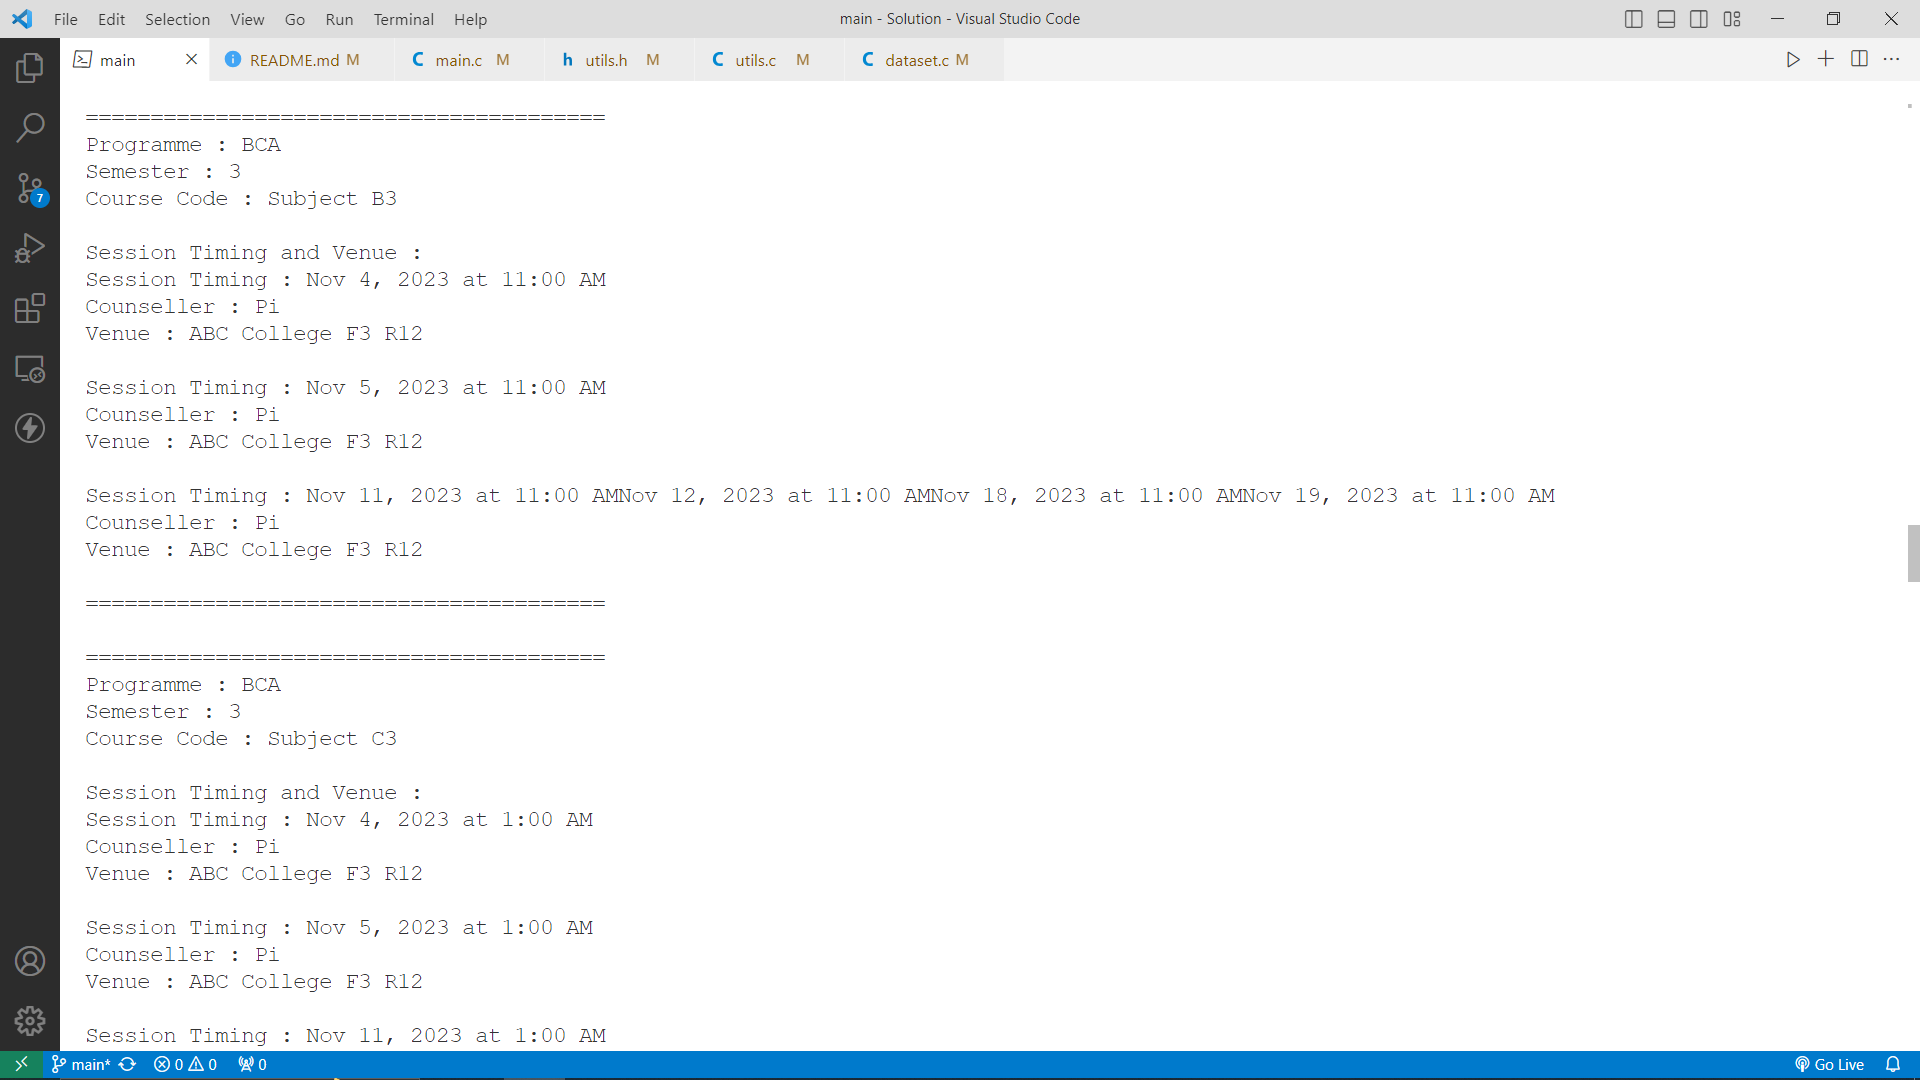 File Edit Selection View Go Run Terminal Help
main - Solution - Visual Studio Code
main README.md M main.c M utils.h M utils.c M dataset.c M
========================================
Programme : BCA
Semester : 3
Course Code : Subject B3
Session Timing and Venue :
Session Timing : Nov 4, 2023 at 11:00 AM
Counseller : Pi
Venue : ABC College F3 R12
Session Timing : Nov 5, 2023 at 11:00 AM
Counseller : Pi
Venue : ABC College F3 R12
Session Timing : Nov 11, 2023 at 11:00 AMNov 12, 2023 at 11:00 AMNov 18, 2023 at 11:00 AMNov 19, 2023 at 11:00 AM
Counseller : Pi
Venue : ABC College F3 R12
========================================
========================================
Programme : BCA
Semester : 3
Course Code : Subject C3
Session Timing and Venue :
Session Timing : Nov 4, 2023 at 1:00 AM
Counseller : Pi
Venue : ABC College F3 R12
Session Timing : Nov 5, 2023 at 1:00 AM
Counseller : Pi
Venue : ABC College F3 R12
Session Timing : Nov 11, 2023 at 1:00 AM
7
main* 0 0 0 Go Live